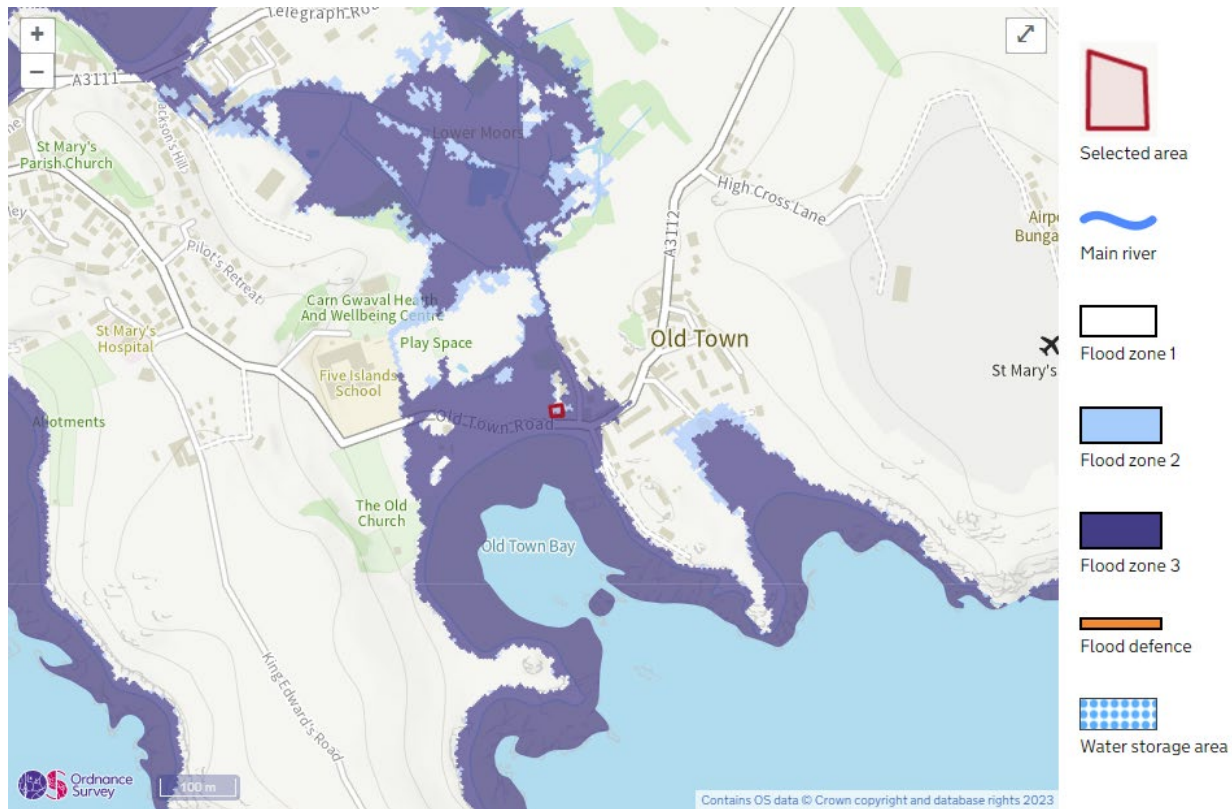 Telegraph Roa
A3111
Jackson's Hill
St Mary's
Parish Church
Lower Moors
High Cross Lane
A3112
Airpo
Bunga
Pilot's Retreat
Carn Gwaval Health
And Wellbeing Centre
St Mary's
Hospital
Play Space
Old Town
St Mary's
Five Islands
School
Allotments
Old Town Road
The Old
Church
Old Town Bay
King Edward's Road
Ordnance
Survey
100 m
Contains OS data © Crown copyright and database rights 2023
Selected area
Main river
Flood zone 1
Flood zone 2
Flood zone 3
Flood defence
Water storage area